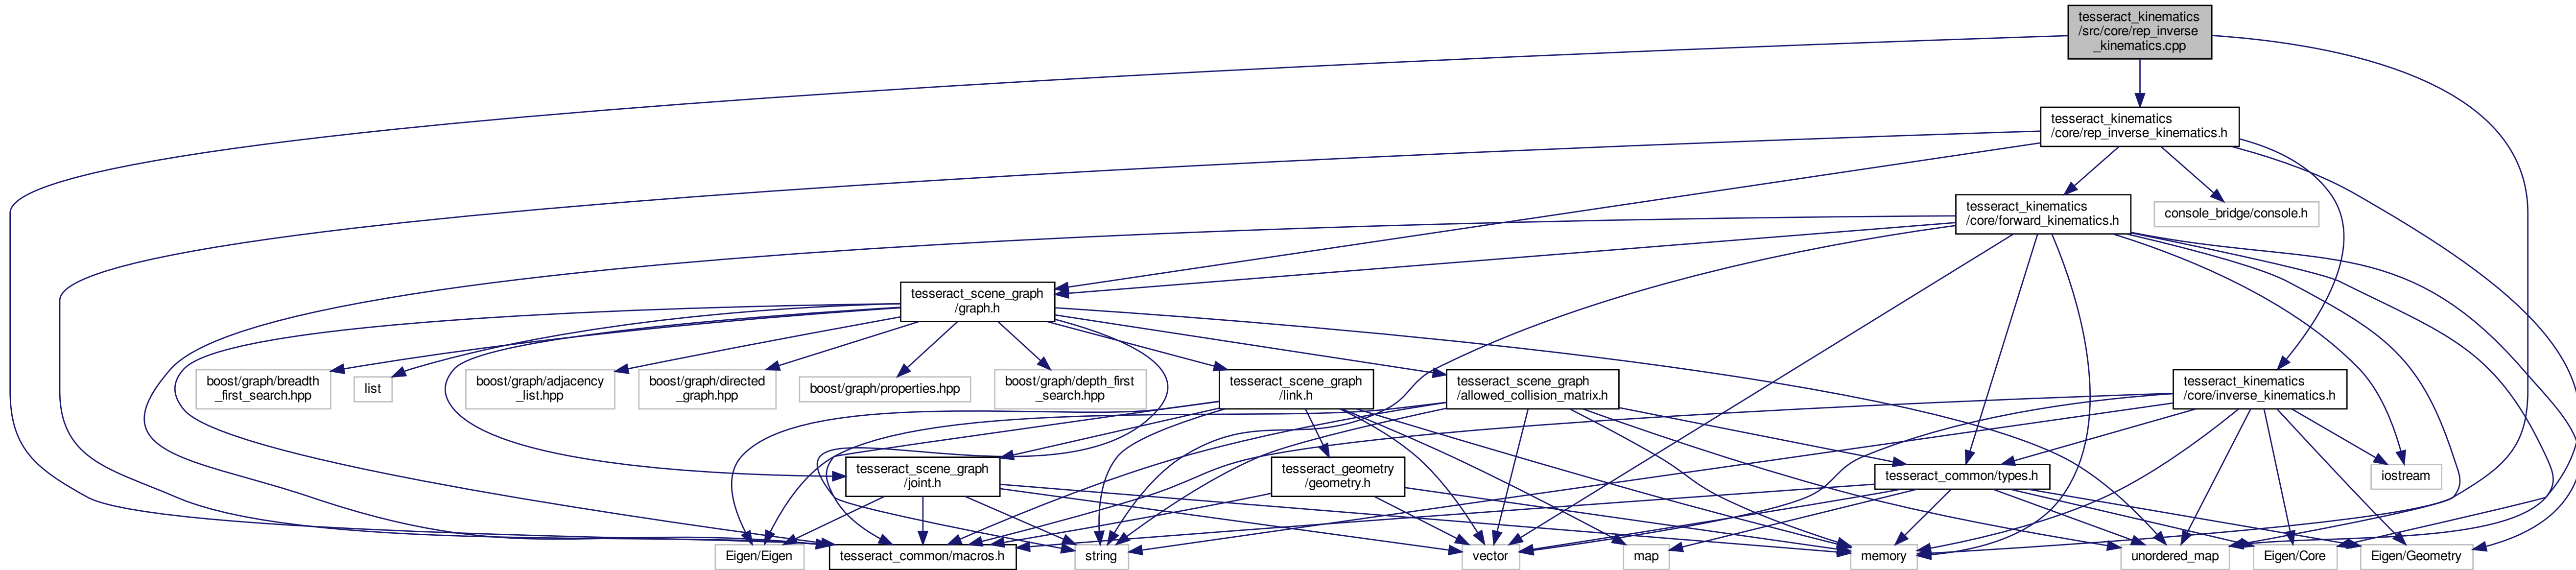 tesseract_kinematics
/src/core/rep_inverse
_kinematics.cpp
tesseract_kinematics
/core/rep_inverse_kinematics.h
tesseract_kinematics
/core/forward_kinematics.h
console_bridge/console.h
tesseract_scene_graph
/graph.h
boost/graph/breadth
_first_search.hpp
list
boost/graph/adjacency
_list.hpp
boost/graph/directed
_graph.hpp
boost/graph/properties.hpp
boost/graph/depth_first
_search.hpp
tesseract_scene_graph
/link.h
tesseract_scene_graph
/allowed_collision_matrix.h
tesseract_kinematics
/core/inverse_kinematics.h
tesseract_scene_graph
/joint.h
tesseract_geometry
/geometry.h
tesseract_common/types.h
iostream
Eigen/Eigen
tesseract_common/macros.h
string
vector
map
memory
unordered_map
Eigen/Core
Eigen/Geometry